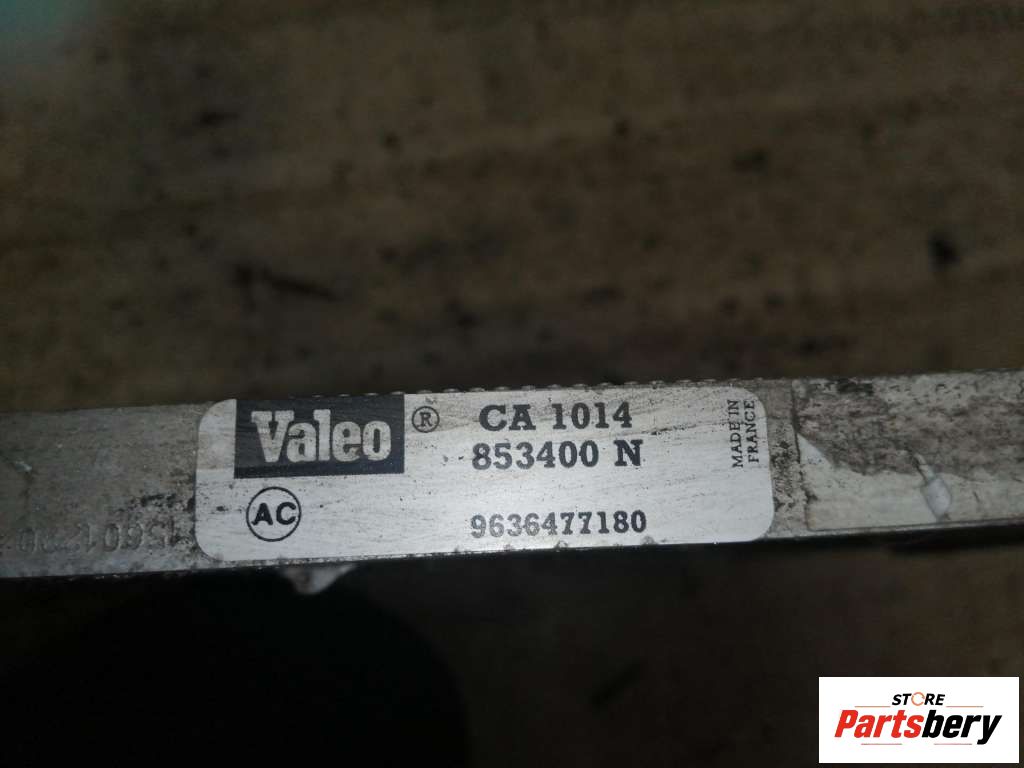 Valeo ® CA 1014
853400 N
MADE IN
FRANCE
AC
9636477180
STORE
Partsbery